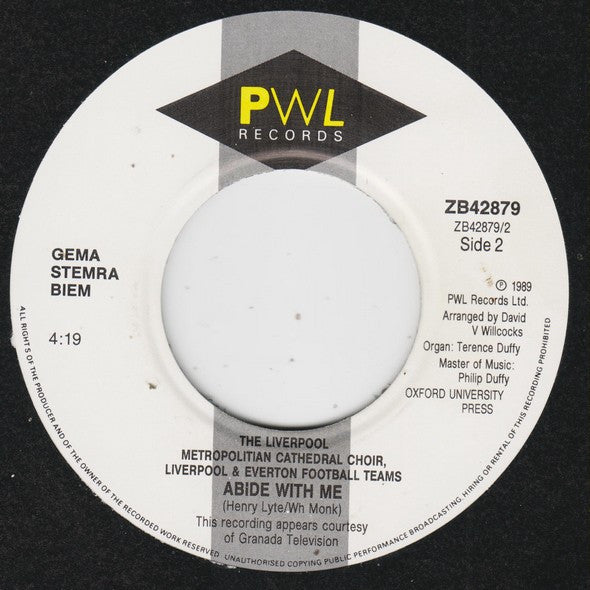 PWL
RECORDS
ZB42879
ZB42879/2
Side 2
GEMA
STEMRA
BIEM
4:19
℗ 1989
PWL Records Ltd.
Arranged by David
V Willcocks
Organ: Terence Duffy
Master of Music:
Philip Duffy
OXFORD UNIVERSITY
PRESS
THE LIVERPOOL
METROPOLITIAN CATHEDRAL CHOIR,
LIVERPOOL & EVERTON FOOTBALL TEAMS
ABIDE WITH ME
(Henry Lyte/Wh Monk)
This recording appears courtesy
of Granada Television
ALL RIGHTS OF THE PRODUCER AND OF THE OWNER OF THE RECORDED WORK RESERVED. UNAUTHORISED COPYING PUBLIC PERFORMANCE BROADCASTING HIRING OR RENTAL OF THIS RECORDING PROHIBITED